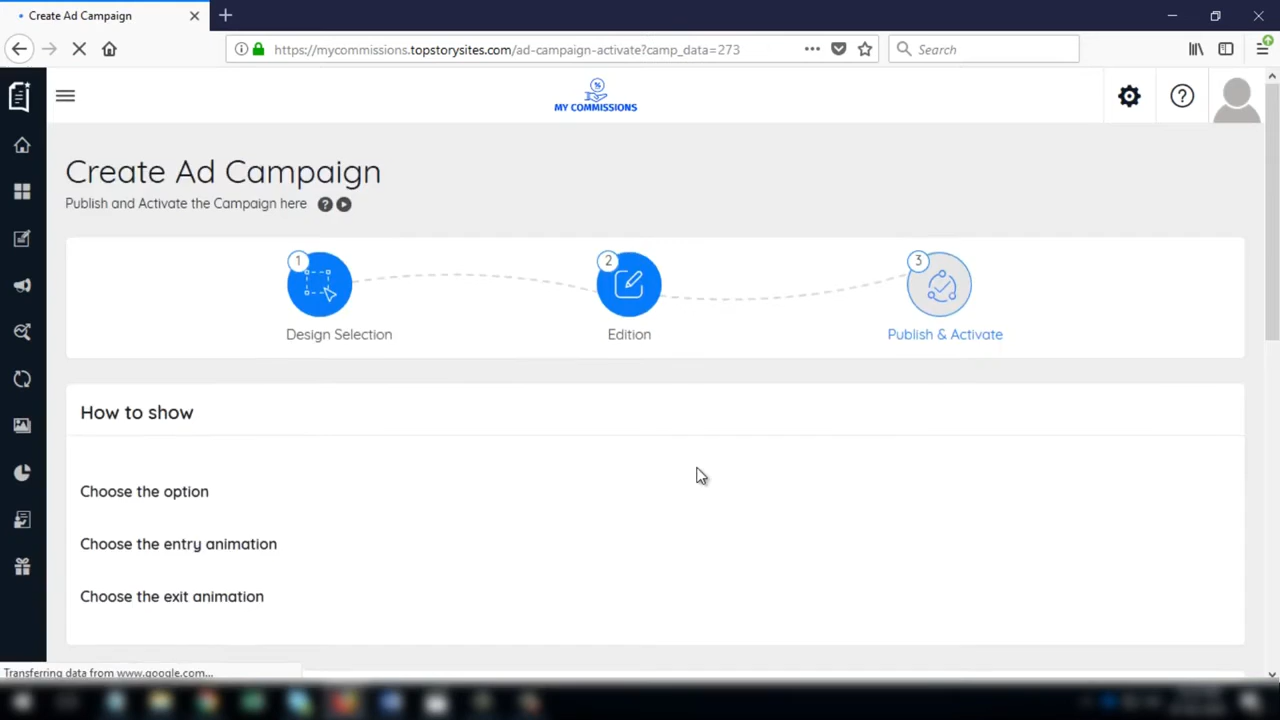 Create Ad Campaign
https://mycommissions.topstorysites.com/ad-campaign-activate?camp_data=273
Search
MY COMMISSIONS
Create Ad Campaign
Publish and Activate the Campaign here
1
2
3
Design Selection
Edition
Publish & Activate
How to show
Choose the option
Choose the entry animation
Choose the exit animation
Transferring data from www.google.com...